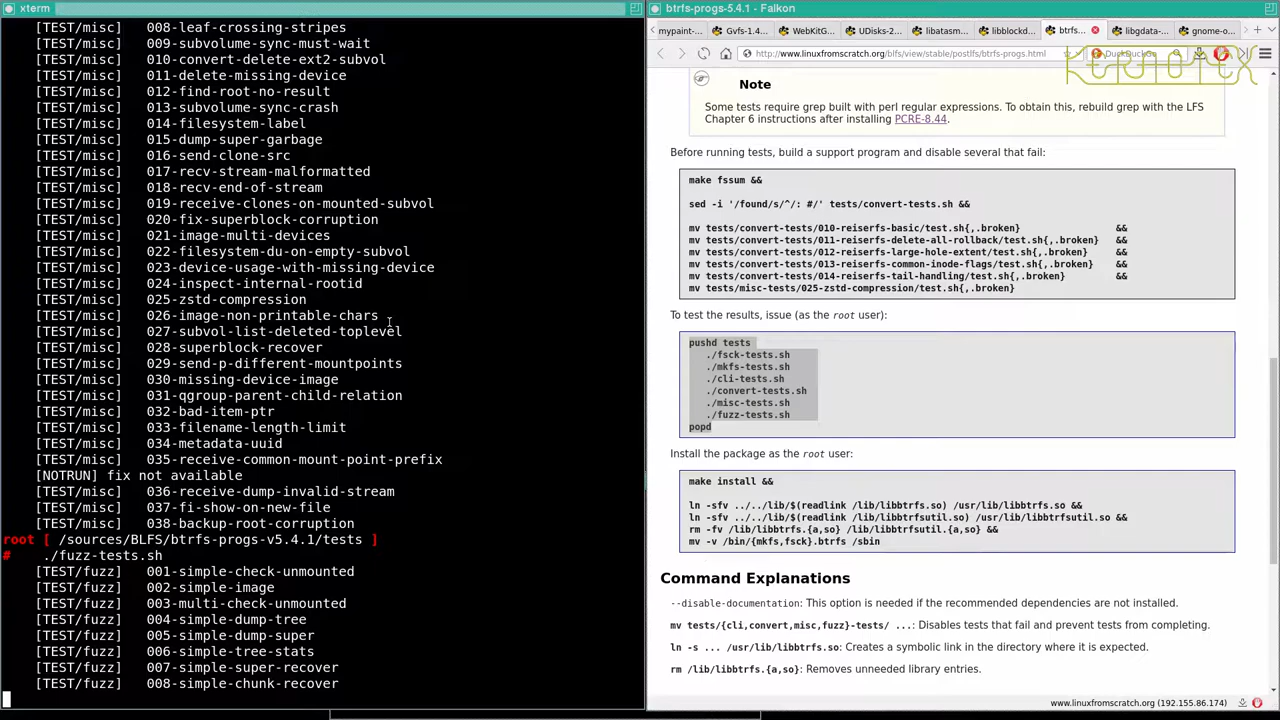 xterm
[TEST/misc] 008-leaf-crossing-stripes
[TEST/misc] 009-subvolume-sync-must-wait
[TEST/misc] 010-convert-delete-ext2-subvol
[TEST/misc] 011-delete-missing-device
[TEST/misc] 012-find-root-no-result
[TEST/misc] 013-subvolume-sync-crash
[TEST/misc] 014-filesystem-label
[TEST/misc] 015-dump-super-garbage
[TEST/misc] 016-send-clone-src
[TEST/misc] 017-recv-stream-malformatted
[TEST/misc] 018-recv-end-of-stream
[TEST/misc] 019-receive-clones-on-mounted-subvol
[TEST/misc] 020-fix-superblock-corruption
[TEST/misc] 021-image-multi-devices
[TEST/misc] 022-filesystem-du-on-empty-subvol
[TEST/misc] 023-device-usage-with-missing-device
[TEST/misc] 024-inspect-internal-rootid
[TEST/misc] 025-zstd-compression
[TEST/misc] 026-image-non-printable-chars
[TEST/misc] 027-subvol-list-deleted-toplevel
[TEST/misc] 028-superblock-recover
[TEST/misc] 029-send-p-different-mountpoints
[TEST/misc] 030-missing-device-image
[TEST/misc] 031-qgroup-parent-child-relation
[TEST/misc] 032-bad-item-ptr
[TEST/misc] 033-filename-length-limit
[TEST/misc] 034-metadata-uuid
[TEST/misc] 035-receive-common-mount-point-prefix
[NOTRUN] fix not available
[TEST/misc] 036-receive-dump-invalid-stream
[TEST/misc] 037-fi-show-on-new-file
[TEST/misc] 038-backup-root-corruption
root [ /sources/BLFS/btrfs-progs-v5.4.1/tests ]
# ./fuzz-tests.sh
[TEST/fuzz] 001-simple-check-unmounted
[TEST/fuzz] 002-simple-image
[TEST/fuzz] 003-multi-check-unmounted
[TEST/fuzz] 004-simple-dump-tree
[TEST/fuzz] 005-simple-dump-super
[TEST/fuzz] 006-simple-tree-stats
[TEST/fuzz] 007-simple-super-recover
[TEST/fuzz] 008-simple-chunk-recover
btrfs-progs-5.4.1 - Falkon
mypaint-... Gvfs-1.4... WebKitG... UDisks-2... libatasm... libblockd... btrfs... libgdata-... gnome-o...
http://www.linuxfromscratch.org/blfs/view/stable/postlfs/btrfs-progs.html DuckDuckGo
KERNOTEX
Note
Some tests require grep built with perl regular expressions. To obtain this, rebuild grep with the LFS
Chapter 6 instructions after installing PCRE-8.44.
Before running tests, build a support program and disable several that fail:
make fssum &&
sed -i '/found/s/^/: #/' tests/convert-tests.sh &&
mv tests/convert-tests/010-reiserfs-basic/test.sh{,.broken} &&
mv tests/convert-tests/011-reiserfs-delete-all-rollback/test.sh{,.broken} &&
mv tests/convert-tests/012-reiserfs-large-hole-extent/test.sh{,.broken} &&
mv tests/convert-tests/013-reiserfs-common-inode-flags/test.sh{,.broken} &&
mv tests/convert-tests/014-reiserfs-tail-handling/test.sh{,.broken} &&
mv tests/misc-tests/025-zstd-compression/test.sh{,.broken}
To test the results, issue (as the root user):
pushd tests
./fsck-tests.sh
./mkfs-tests.sh
./cli-tests.sh
./convert-tests.sh
./misc-tests.sh
./fuzz-tests.sh
popd
Install the package as the root user:
make install &&
ln -sfv ../../lib/$(readlink /lib/libbtrfs.so) /usr/lib/libbtrfs.so &&
ln -sfv ../../lib/$(readlink /lib/libbtrfsutil.so) /usr/lib/libbtrfsutil.so &&
rm -fv /lib/libbtrfs.{a,so} /lib/libbtrfsutil.{a,so} &&
mv -v /bin/{mkfs,fsck}.btrfs /sbin
Command Explanations
--disable-documentation: This option is needed if the recommended dependencies are not installed.
mv tests/{cli,convert,misc,fuzz}-tests/ ...: Disables tests that fail and prevent tests from completing.
ln -s ... /usr/lib/libbtrfs.so: Creates a symbolic link in the directory where it is expected.
rm /lib/libbtrfs.{a,so}: Removes unneeded library entries.
www.linuxfromscratch.org (192.155.86.174)